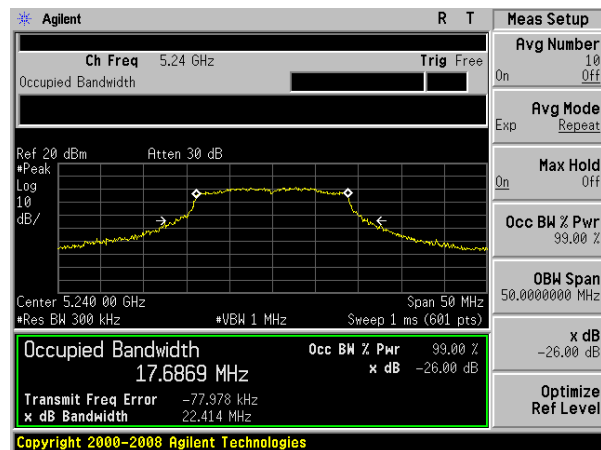 Agilent R T
Ch Freq 5.24 GHz Trig Free
Occupied Bandwidth
Ref 20 dBm Atten 30 dB
#Peak
Log
10
dB/
Center 5.240 00 GHz Span 50 MHz
#Res BW 300 kHz #VBW 1 MHz Sweep 1 ms (601 pts)
Occupied Bandwidth Occ BW % Pwr 99.00 %
17.6869 MHz x dB -26.00 dB
Transmit Freq Error -77.978 kHz
x dB Bandwidth 22.414 MHz
Copyright 2000-2008 Agilent Technologies
Meas Setup
Avg Number
10
On Off
Avg Mode
Exp Repeat
Max Hold
On Off
Occ BW % Pwr
99.00 %
OBW Span
50.0000000 MHz
x dB
-26.00 dB
Optimize
Ref Level